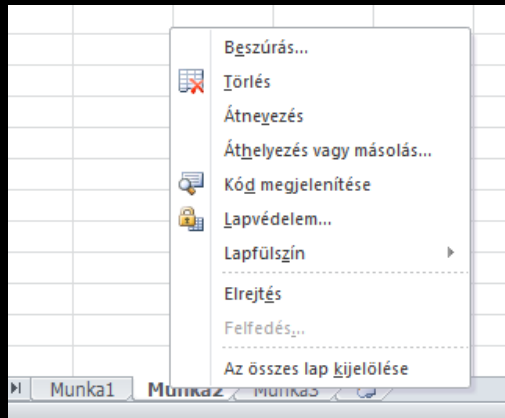 Beszúrás...
Törlés
Átnevezés
Áthelyezés vagy másolás...
Kód megjelenítése
Lapvédelem...
Lapfülszín
Elrejtés
Felfedés...
Az összes lap kijelölése
Munka1 Munka2 Munka3